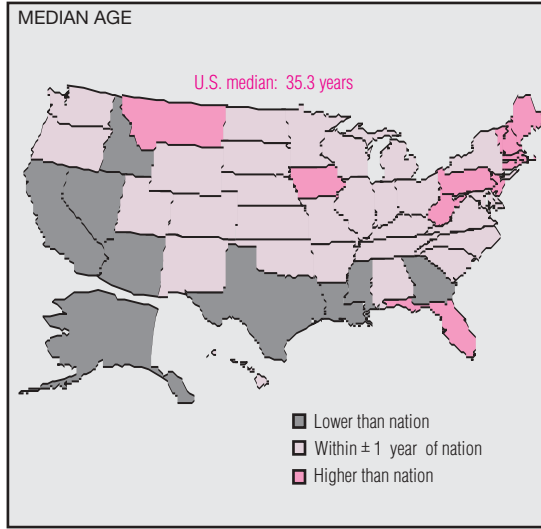 MEDIAN AGE
U.S. median: 35.3 years
Lower than nation
Within ± 1 year of nation
Higher than nation